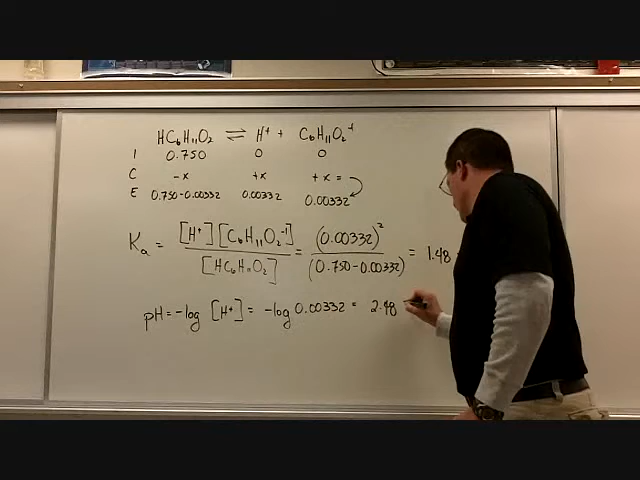 HC₆H₁₁O₂ ⇌ H⁺ + C₆H₁₁O₂⁻¹
I 0.750 0 0
C -x +x +x =
E 0.750-0.00332 0.00332 0.00332
Kₐ = [H⁺][C₆H₁₁O₂⁻¹] / [HC₆H₁₁O₂] = (0.00332)² / (0.750-0.00332) = 1.48
pH = -log [H⁺] = -log 0.00332 = 2.48